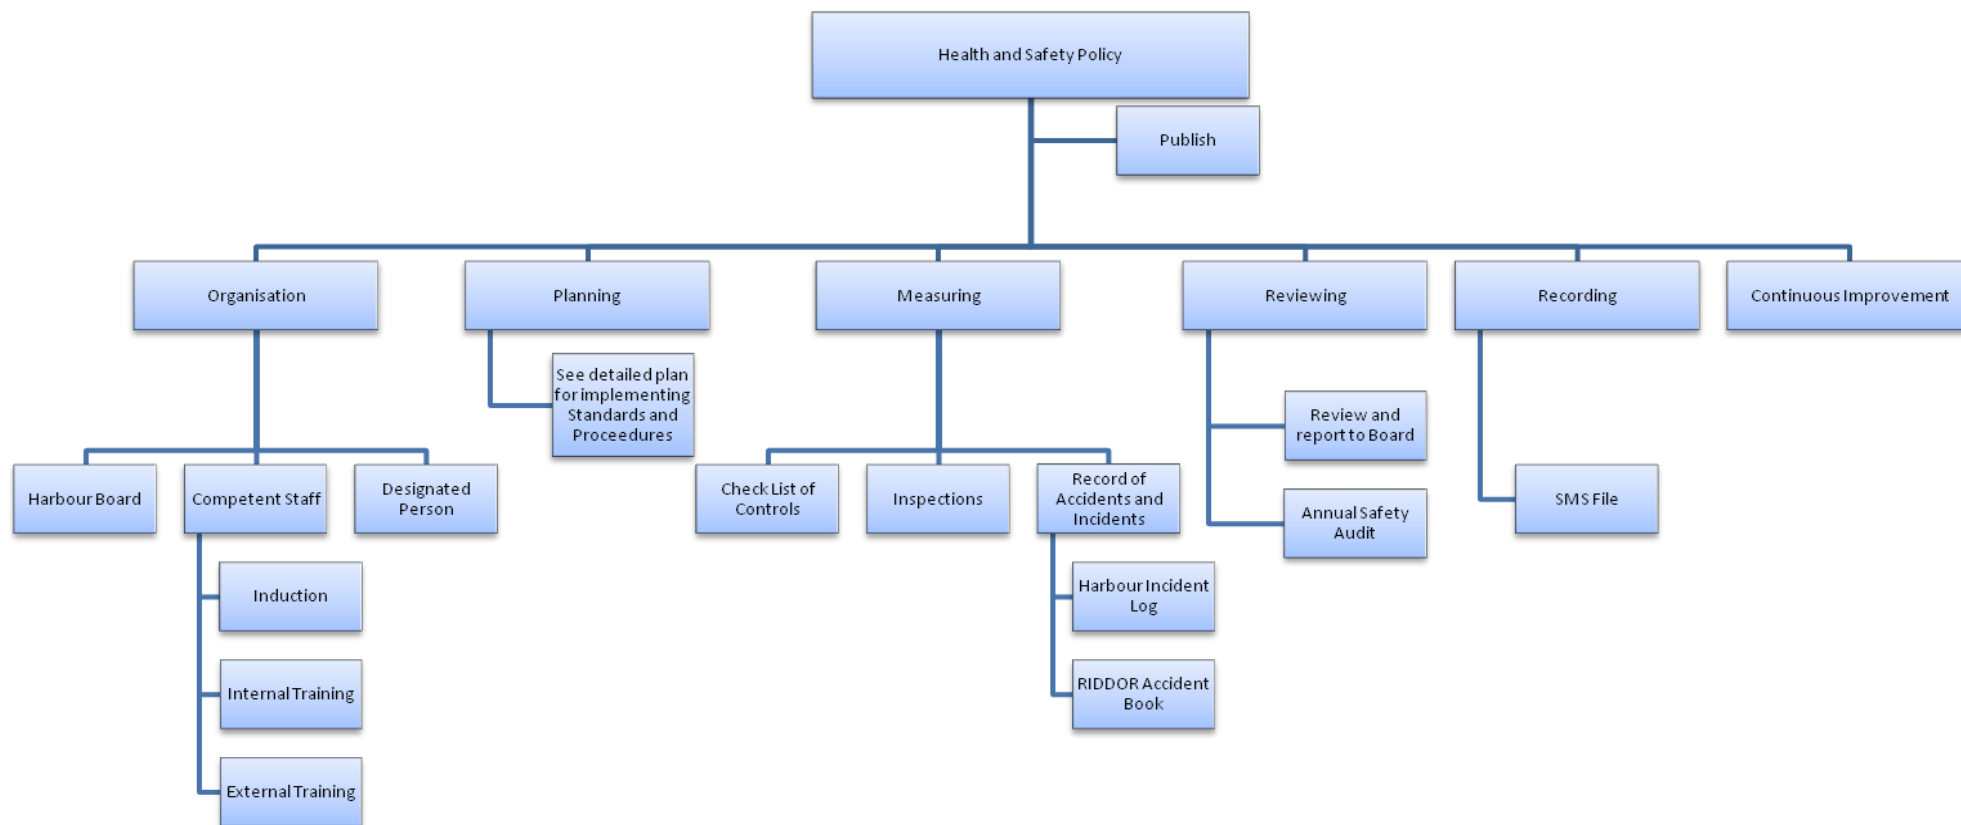 Health and Safety Policy
Publish
Organisation
Planning
Measuring
Reviewing
Recording
Continuous Improvement
See detailed plan
for implementing
Standards and
Proceedures
Review and
report to Board
Harbour Board
Competent Staff
Designated
Person
Check List of
Controls
Inspections
Record of
Accidents and
Incidents
Annual Safety
Audit
SMS File
Induction
Internal Training
External Training
Harbour Incident
Log
RIDDOR Accident
Book